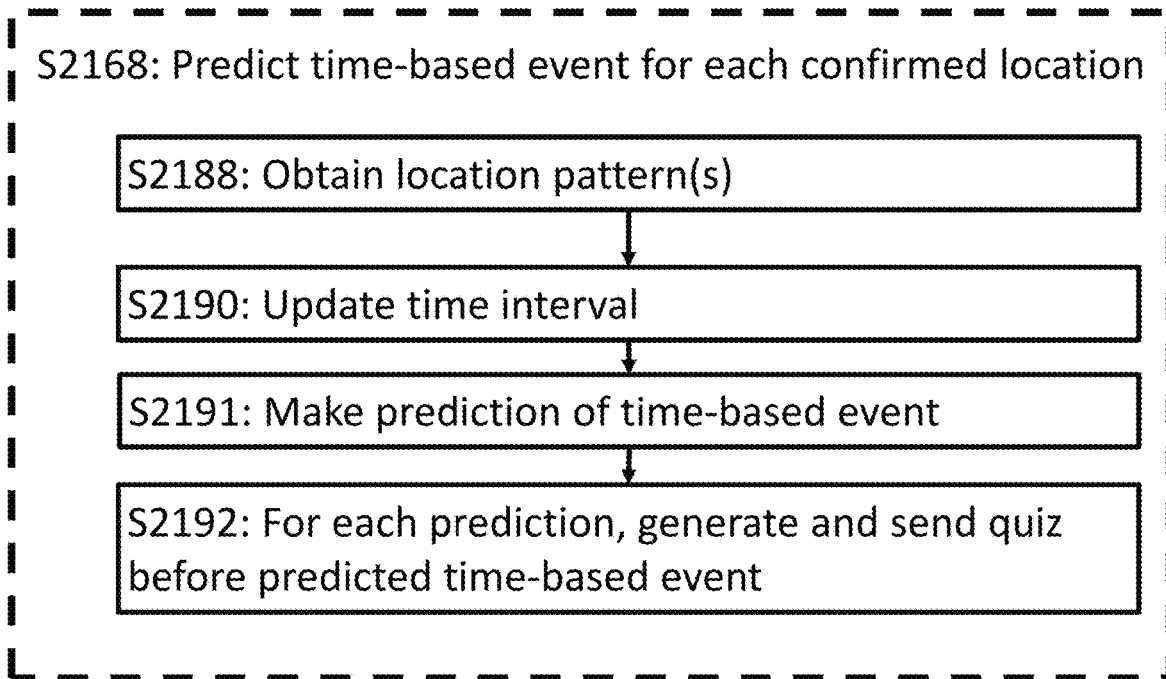 S2168: Predict time-based event for each confirmed location
S2188: Obtain location pattern(s)
S2190: Update time interval
S2191: Make prediction of time-based event
S2192: For each prediction, generate and send quiz
before predicted time-based event